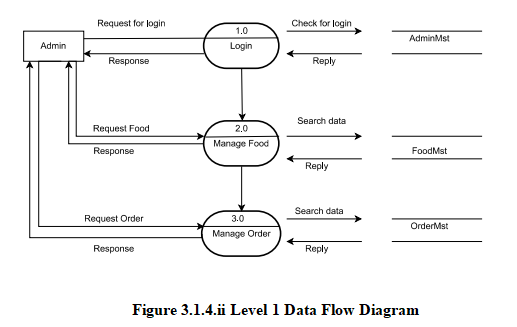 Request for login
Check for login
1.0
Admin
Login
AdminMst
Response
Reply
Search data
Request Food
2.0
Manage Food
FoodMst
Response
Reply
Search data
Request Order
3.0
OrderMst
Manage Order
Response
Reply
Figure 3.1.4.ii Level 1 Data Flow Diagram